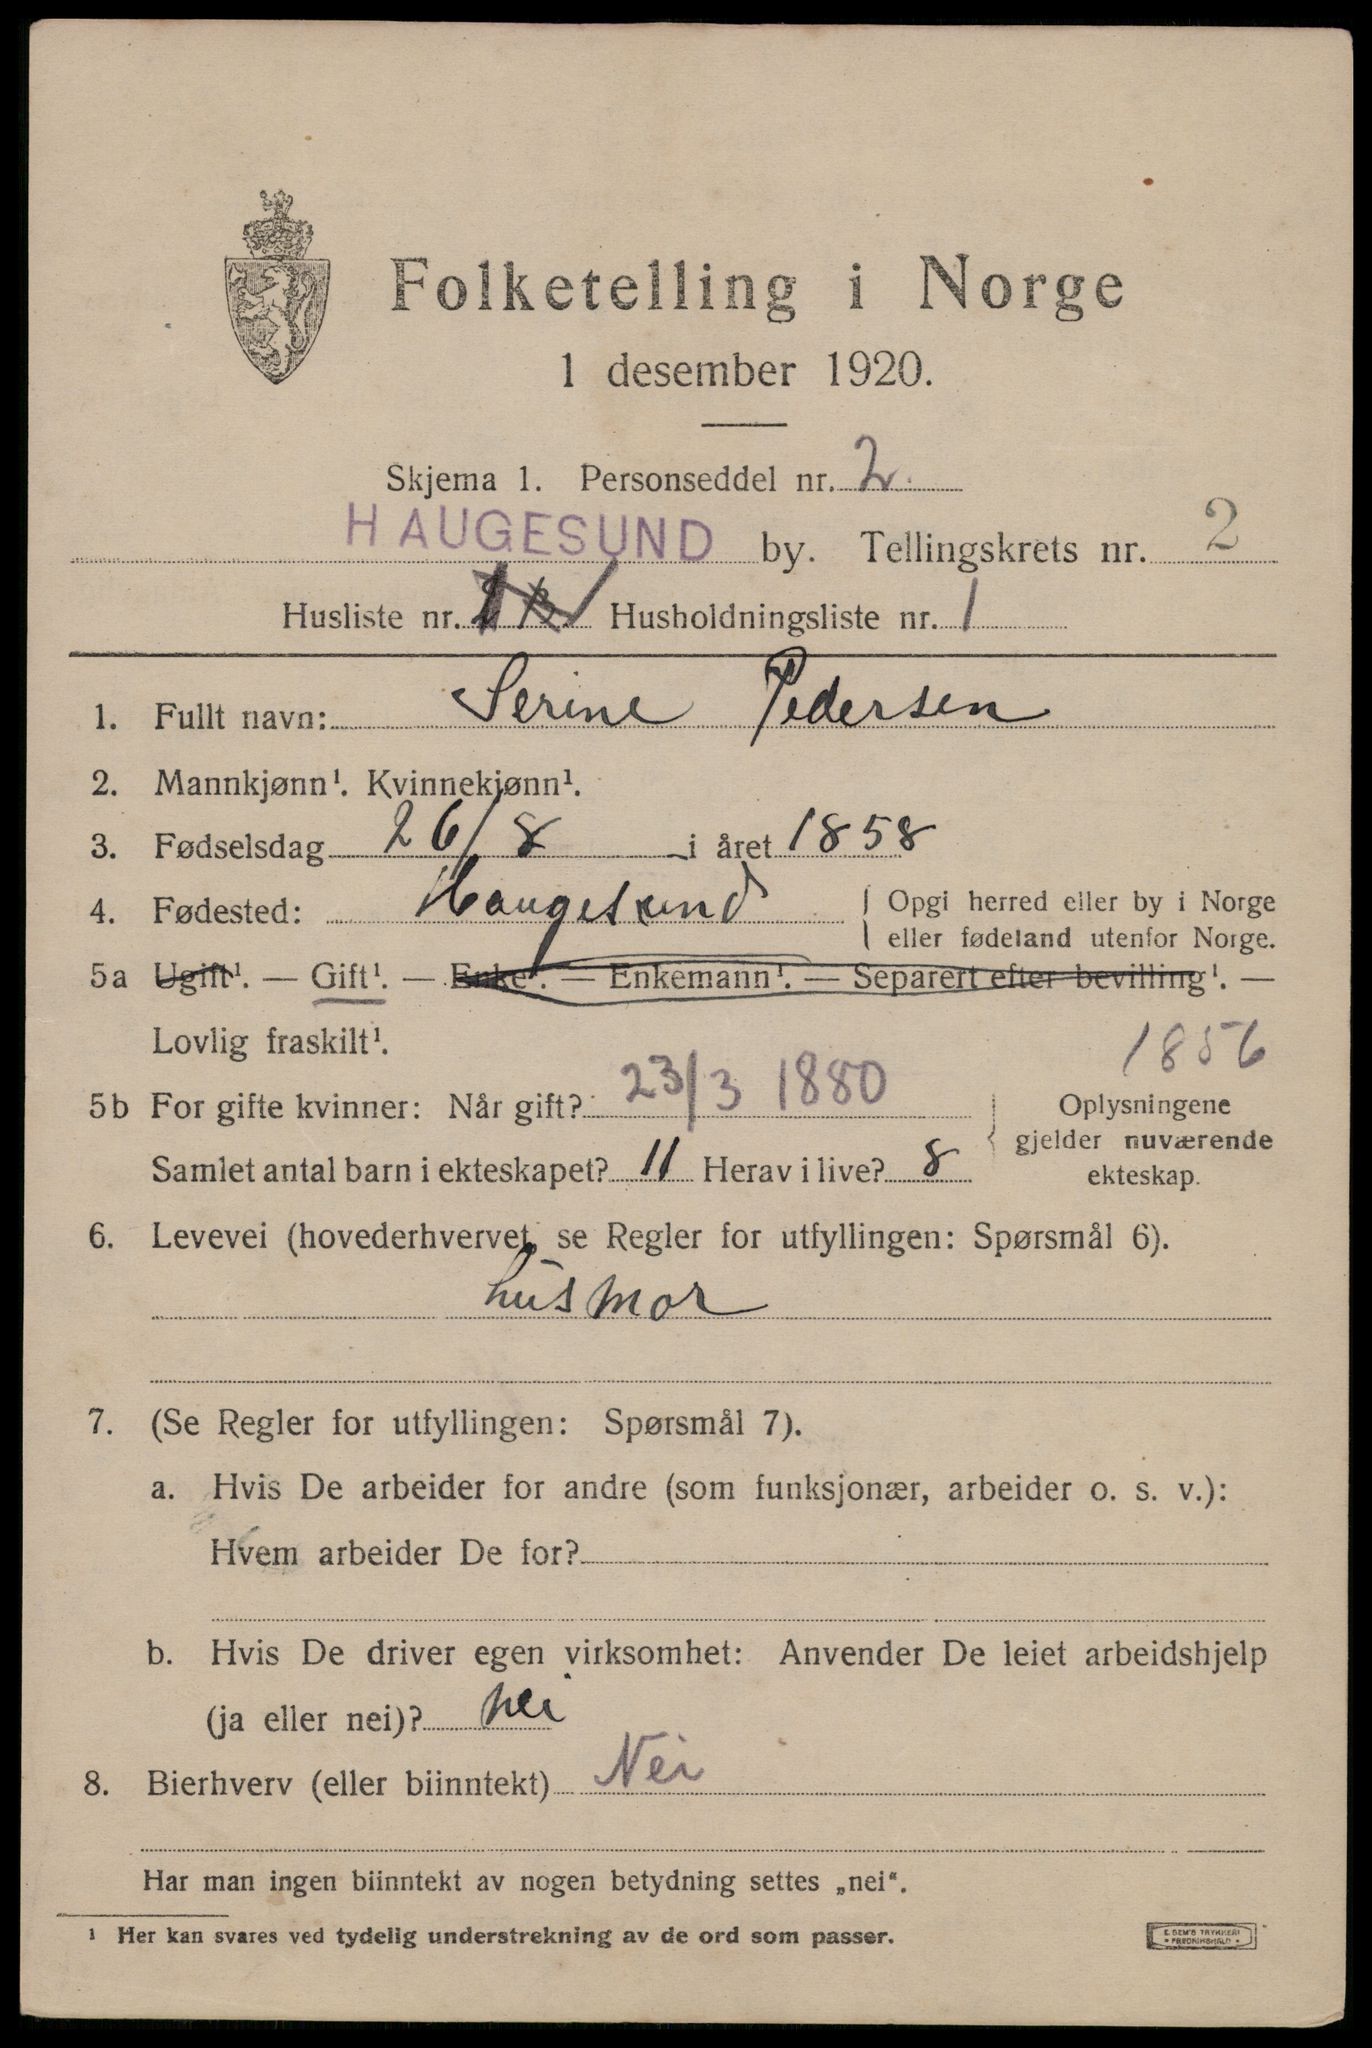 Folketelling i Norge
1 desember 1920.
Skjema 1. Personseddel nr. 2
HAUGESUND by. Tellingskrets nr. 2
Husliste nr. Husholdningsliste nr. 1
1. Fullt navn: Serine Pedersen
2. Mannkjønn¹. Kvinnekjønn¹.
3. Fødselsdag 26/8 i året 1858
4. Fødested: Haugesund { Opgi herred eller by i Norge
eller fødeland utenfor Norge.
5a Ugift¹. — Gift¹. — Enke¹. — Enkemann¹. — Separert efter bevilling¹. —
Lovlig fraskilt¹.
1856
5b For gifte kvinner: Når gift? 23/3 1880
Samlet antal barn i ekteskapet? 11 Herav i live? 8
Oplysningene
gjelder nuværende
ekteskap.
6. Levevei (hovederhvervet, se Regler for utfyllingen: Spørsmål 6).
husmor
7. (Se Regler for utfyllingen: Spørsmål 7).
a. Hvis De arbeider for andre (som funksjonær, arbeider o. s. v.):
Hvem arbeider De for?
b. Hvis De driver egen virksomhet: Anvender De leiet arbeidshjelp
(ja eller nei)? nei
8. Bierhverv (eller biinntekt) Nei
Har man ingen biinntekt av nogen betydning settes „nei“.
¹ Her kan svares ved tydelig understrekning av de ord som passer.
E. SEM'S TRYKKERI
FREDRIKSHALD